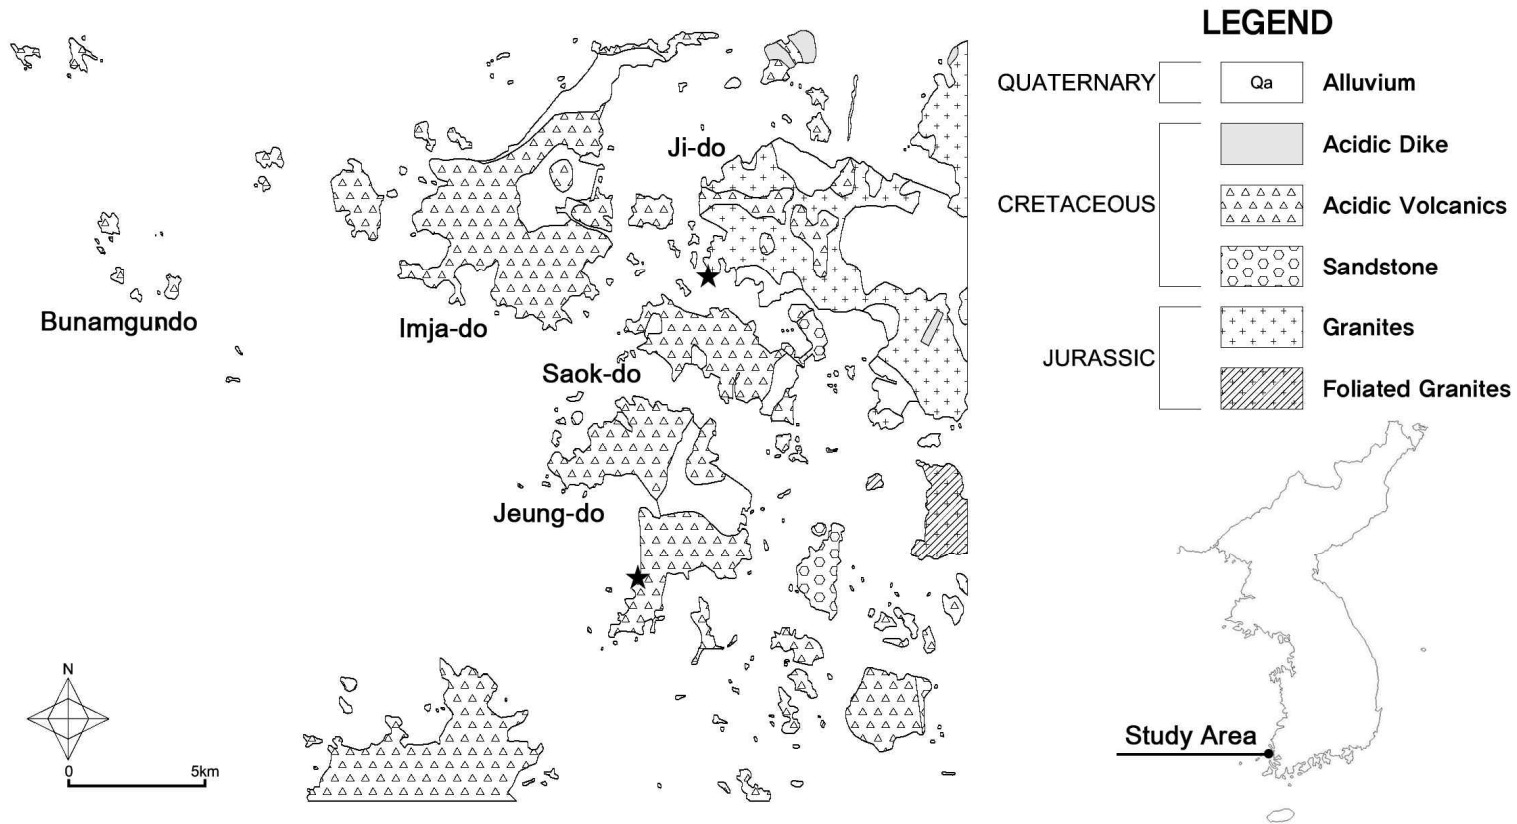 LEGEND
QUATERNARY
Qa
Alluvium
Acidic Dike
CRETACEOUS
Acidic Volcanics
Sandstone
JURASSIC
Granites
Foliated Granites
Ji-do
Bunamgundo
Imja-do
Saok-do
Jeung-do
N
0 5km
Study Area